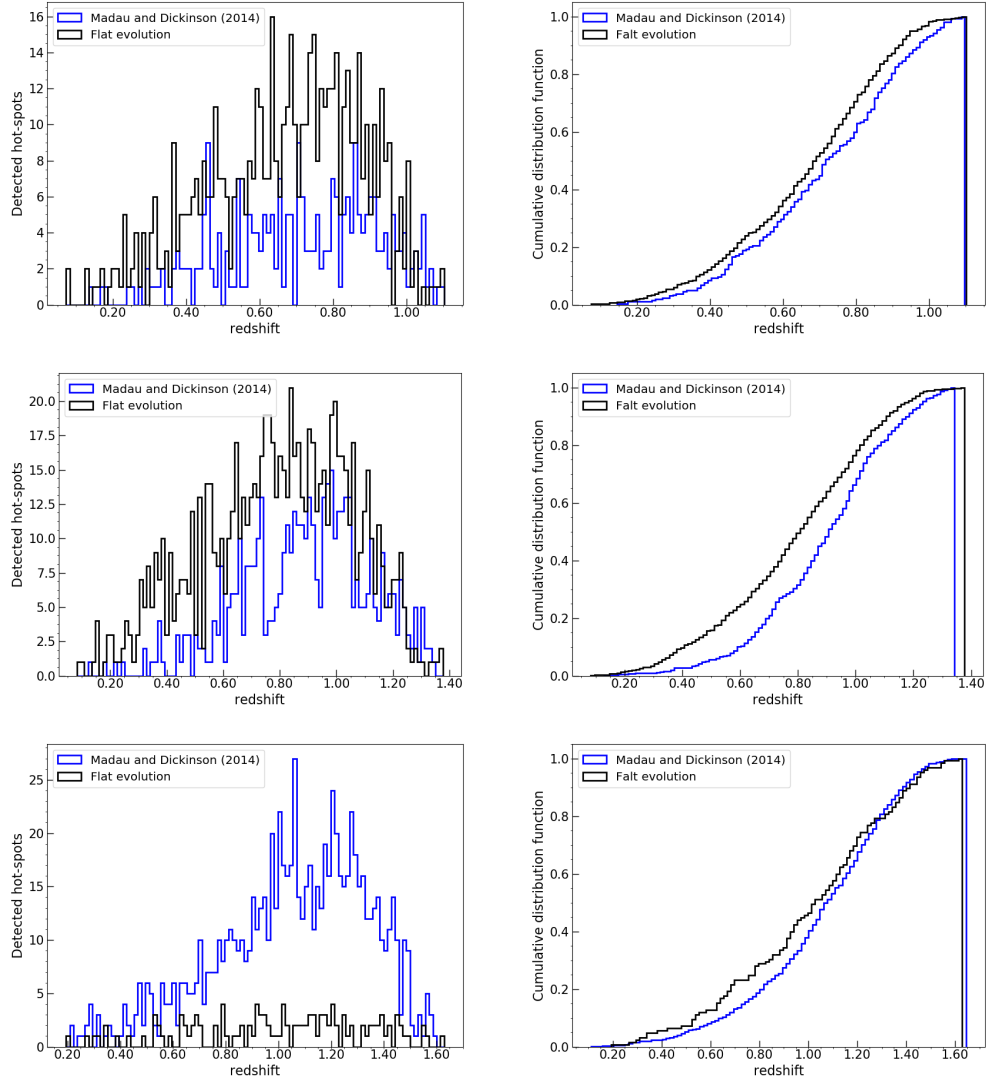 16
14
12
10
8
6
4
2
0
Detected hot-spots
Madau and Dickinson (2014)
Flat evolution
0.20 0.40 0.60 0.80 1.00
redshift
1.0
0.8
0.6
0.4
0.2
0.0
Cumulative distribution function
Madau and Dickinson (2014)
Falt evolution
0.20 0.40 0.60 0.80 1.00
redshift
20.0
17.5
15.0
12.5
10.0
7.5
5.0
2.5
0.0
Detected hot-spots
Madau and Dickinson (2014)
Flat evolution
0.20 0.40 0.60 0.80 1.00 1.20 1.40
redshift
1.0
0.8
0.6
0.4
0.2
0.0
Cumulative distribution function
Madau and Dickinson (2014)
Falt evolution
0.20 0.40 0.60 0.80 1.00 1.20 1.40
redshift
25
20
15
10
5
0
Detected hot-spots
Madau and Dickinson (2014)
Flat evolution
0.20 0.40 0.60 0.80 1.00 1.20 1.40 1.60
redshift
1.0
0.8
0.6
0.4
0.2
0.0
Cumulative distribution function
Madau and Dickinson (2014)
Falt evolution
0.20 0.40 0.60 0.80 1.00 1.20 1.40 1.60
redshift